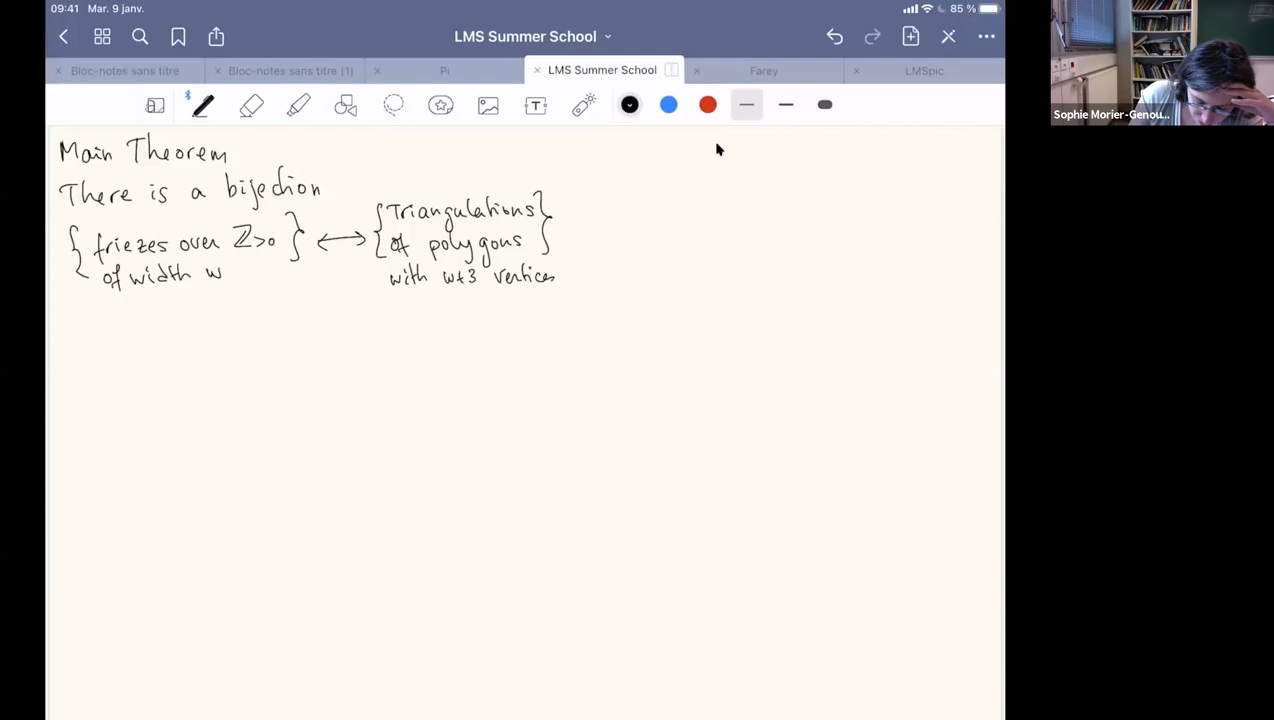 09:41 Mar. 9 janv. 85 %
LMS Summer School
Bloc-notes sans titre Bloc-notes sans titre (1) Pi LMS Summer School Farey LMSpic
Sophie Morier-Genou...
Main Theorem
There is a bijection
{ friezes over ℤ>0 of width w } ⟷ { Triangulations of polygons with w+3 vertices }